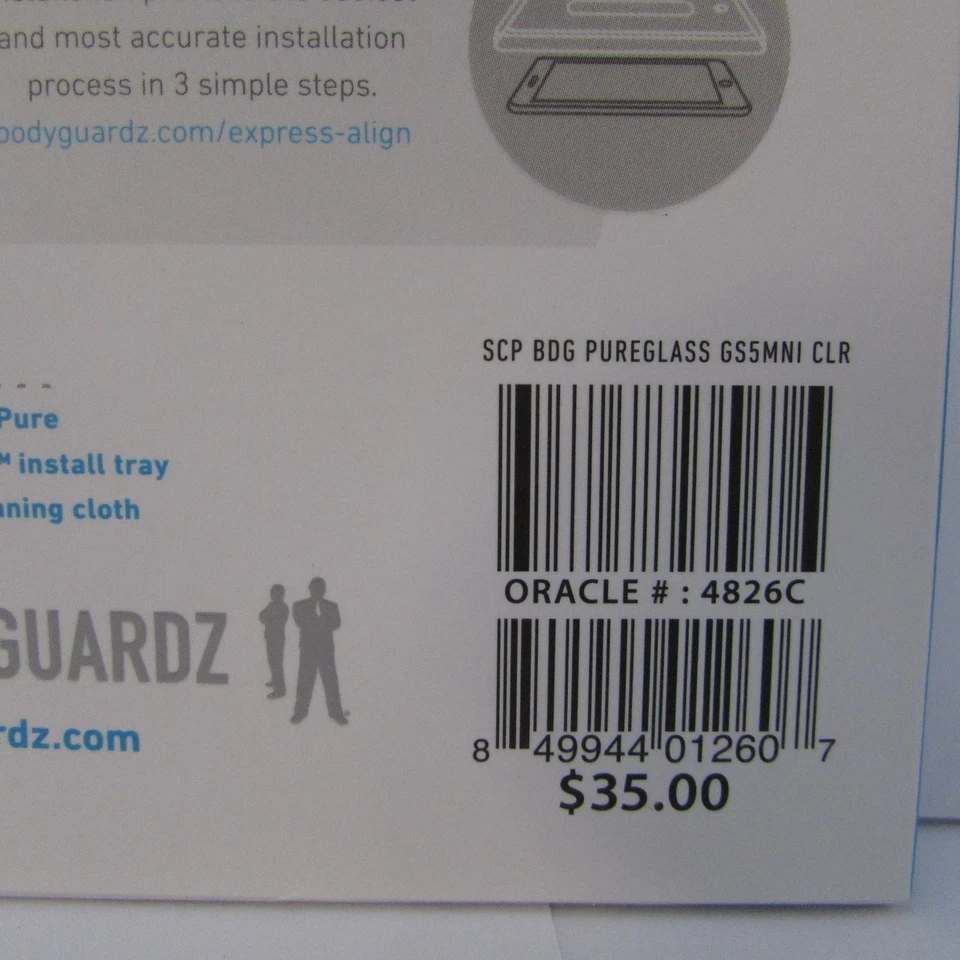 and most accurate installation
process in 3 simple steps.
bodyguardz.com/express-align
SCP BDG PUREGLASS GS5MNI CLR
Pure
™ install tray
ning cloth
ORACLE # : 4826C
GUARDZ
rdz.com
8 49944 01260 7
$35.00